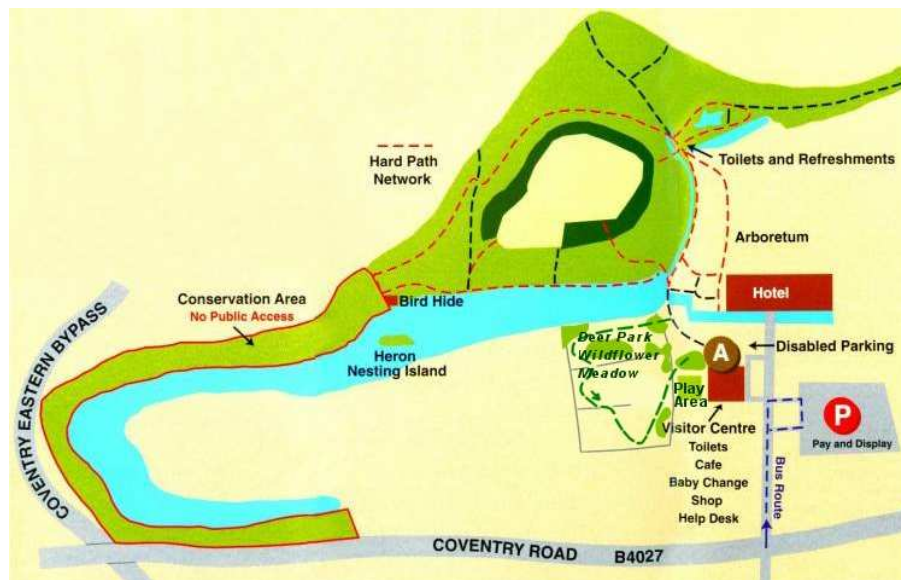 Hard Path
Network
Toilets and Refreshments
Arboretum
Hotel
Conservation Area
No Public Access
Bird Hide
Heron
Nesting Island
Deer Park
Wildflower
Meadow
Disabled Parking
A
Play
Area
Visitor Centre
Toilets
Cafe
Baby Change
Shop
Help Desk
P
Pay and Display
Bus Route
COVENTRY EASTERN BYPASS
COVENTRY ROAD B4027